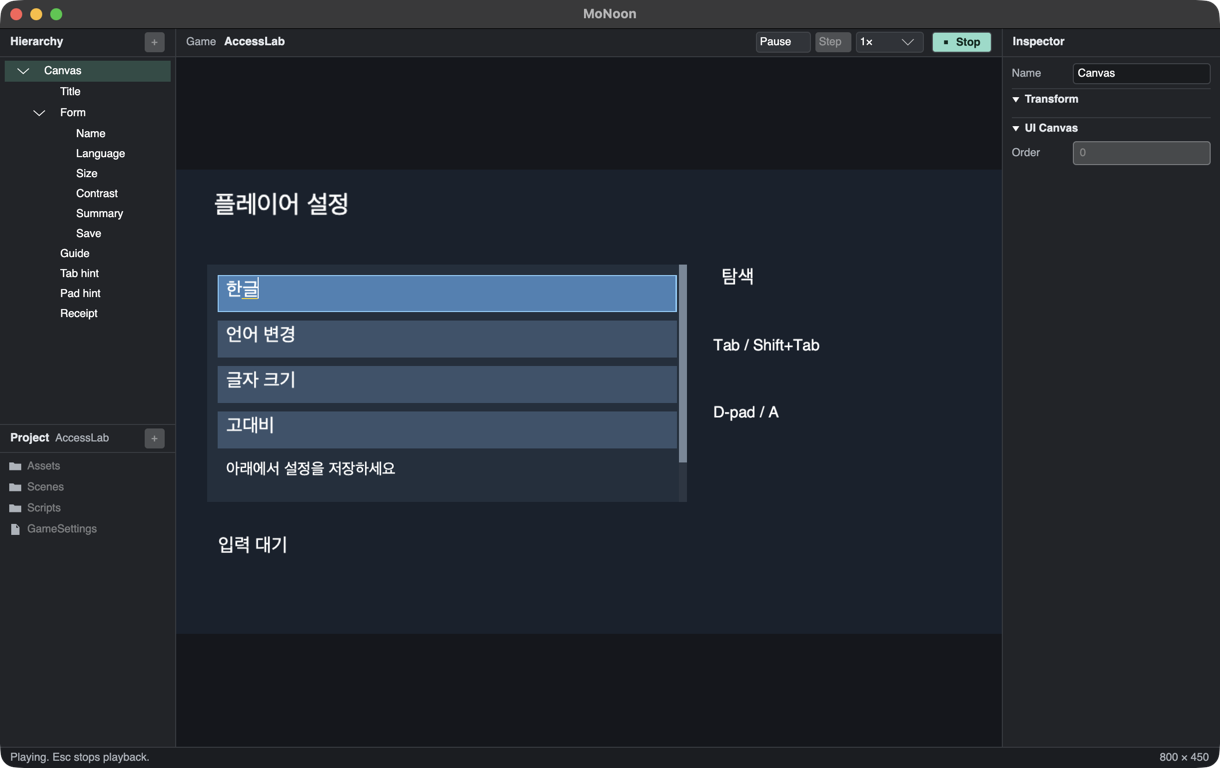 MoNoon
Hierarchy +
Canvas
Title
Form
Name
Language
Size
Contrast
Summary
Save
Guide
Tab hint
Pad hint
Receipt
Project AccessLab +
Assets
Scenes
Scripts
GameSettings
Game AccessLab Pause Step 1× Stop
플레이어 설정
한글
언어 변경
글자 크기
고대비
아래에서 설정을 저장하세요
탐색
Tab / Shift+Tab
D-pad / A
입력 대기
Inspector
Name Canvas
Transform
UI Canvas
Order 0
Playing. Esc stops playback. 800 × 450